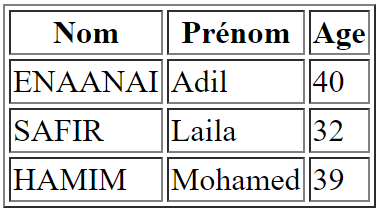 Nom Prénom Age
ENAANAI Adil 40
SAFIR Laila 32
HAMIM Mohamed 39